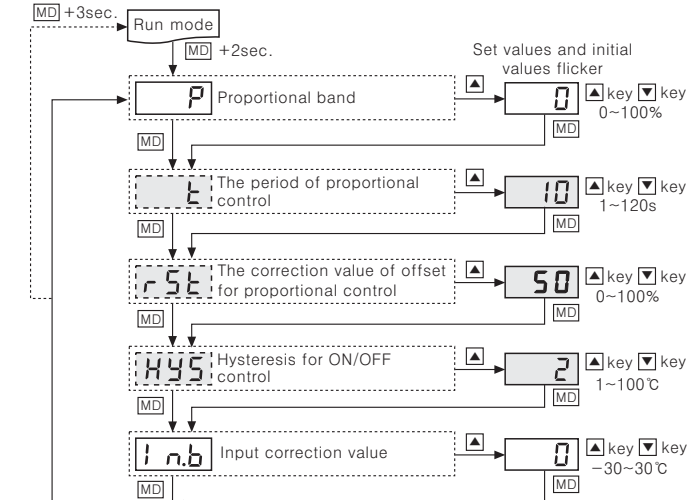 MD +3sec.
Run mode
MD +2sec.
Set values and initial
values flicker
P
Proportional band
▲
0
▲ key ▼ key
0~100%
MD
MD
t
The period of proportional
control
▲
10
▲ key ▼ key
1~120s
MD
MD
rSt
The correction value of offset
for proportional control
▲
50
▲ key ▼ key
0~100%
MD
MD
HYS
Hysteresis for ON/OFF
control
▲
2
▲ key ▼ key
1~100℃
MD
MD
In.b
Input correction value
▲
0
▲ key ▼ key
−30~30℃
MD
MD